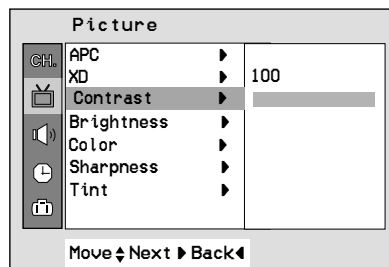 Picture
CH.
APC
XD
100
Contrast
Brightness
Color
Sharpness
Tint
Move Next Back